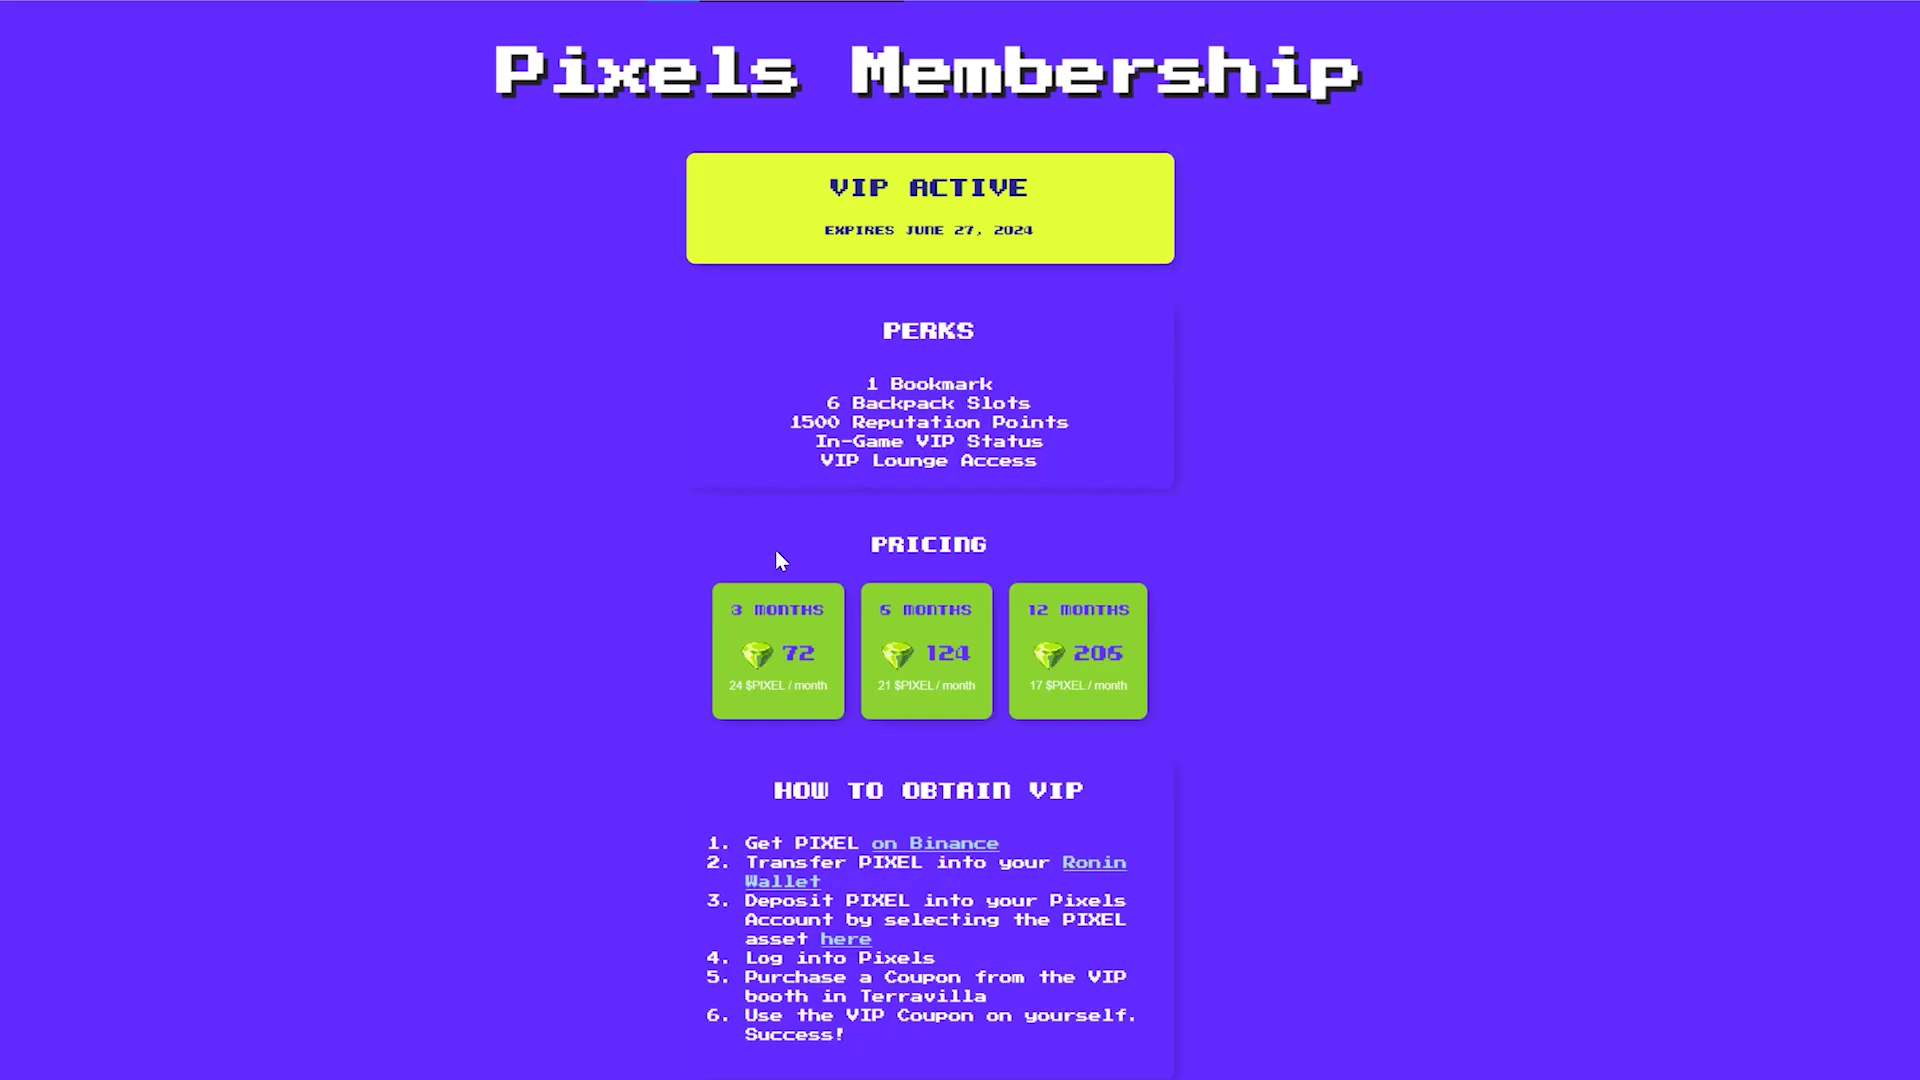 Pixels Membership
VIP ACTIVE
EXPIRES JUNE 27, 2024
PERKS
1 Bookmark
6 Backpack Slots
1500 Reputation Points
In-Game VIP Status
VIP Lounge Access
PRICING
3 MONTHS
72
24 $PIXEL / month
6 MONTHS
124
21 $PIXEL / month
12 MONTHS
206
17 $PIXEL / month
HOW TO OBTAIN VIP
1. Get PIXEL on Binance
2. Transfer PIXEL into your Ronin
Wallet
3. Deposit PIXEL into your Pixels
Account by selecting the PIXEL
asset here
4. Log into Pixels
5. Purchase a Coupon from the VIP
booth in Terravilla
6. Use the VIP Coupon on yourself.
Success!